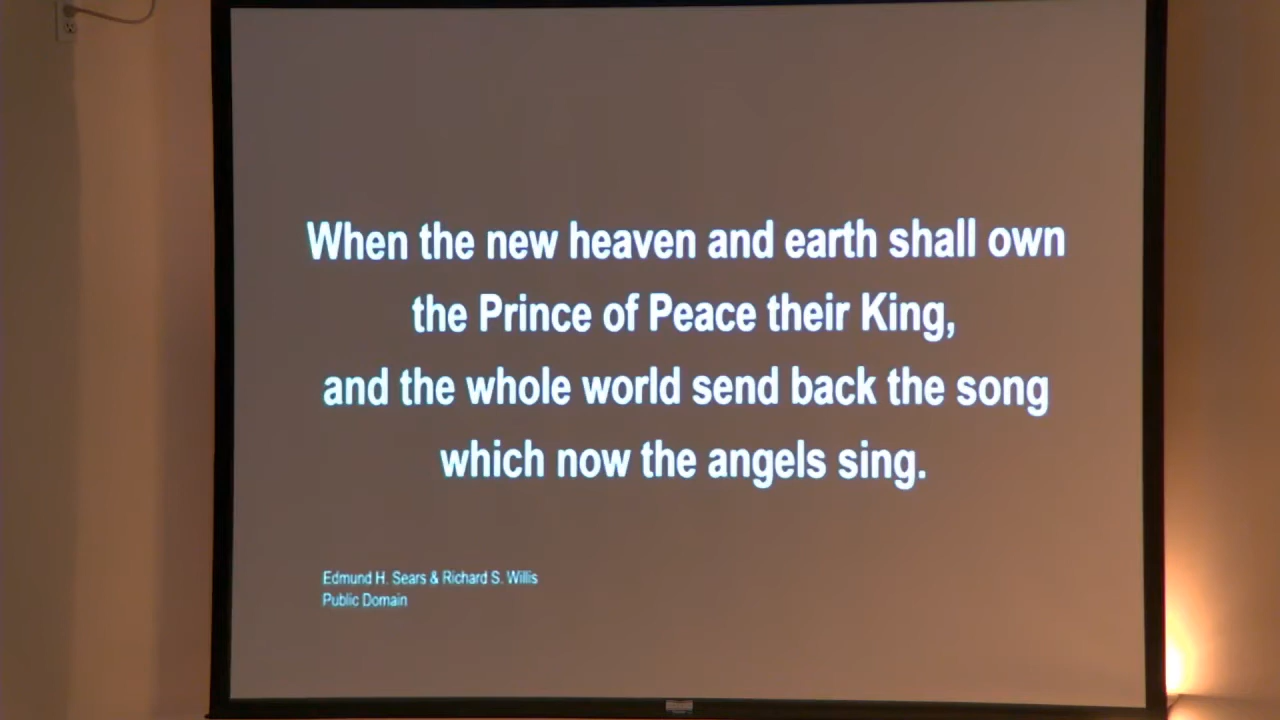 When the new heaven and earth shall own
the Prince of Peace their King,
and the whole world send back the song
which now the angels sing.
Edmund H. Sears & Richard S. Willis
Public Domain